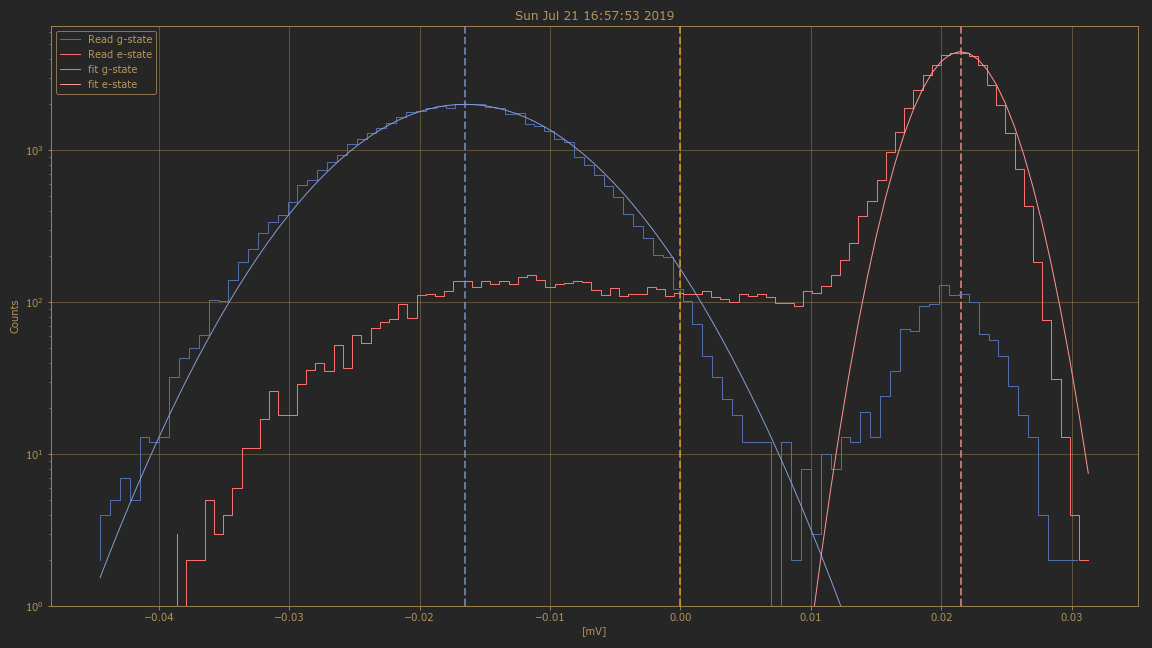 Sun Jul 21 16:57:53 2019
Read g-state
Read e-state
fit g-state
fit e-state
10³
10²
10¹
10⁰
Counts
−0.04 −0.03 −0.02 −0.01 0.00 0.01 0.02 0.03
[mV]